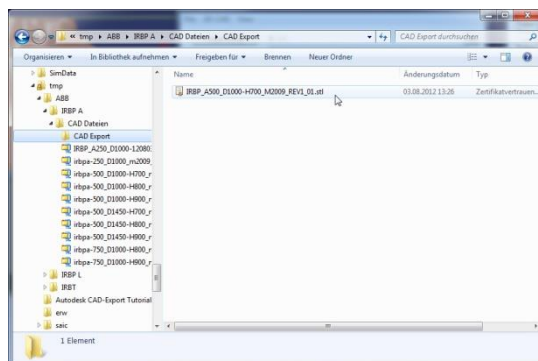 « tmp ▸ ABB ▸ IRBP A ▸ CAD Dateien ▸ CAD Export
CAD Export durchsuchen
Organisieren In Bibliothek aufnehmen Freigeben für Brennen Neuer Ordner
Name Änderungsdatum Typ
SimData
tmp
ABB
IRBP A
CAD Dateien
CAD Export
IRBP_A250_D1000-12080
irbpa-250_D1000_m2009_
irbpa-500_D1000-H700_r
irbpa-500_D1000-H800_r
irbpa-500_D1000-H900_r
irbpa-500_D1450-H700_r
irbpa-500_D1450-H800_r
irbpa-500_D1450-H900_r
irbpa-750_D1000-H800_r
irbpa-750_D1000-H900_r
IRBP L
IRBT
Autodesk CAD-Export Tutorial
erw
saic
IRBP_A500_D1000-H700_M2009_REV1_01.stl 03.08.2012 13:26 Zertifikatvertrauen...
1 Element